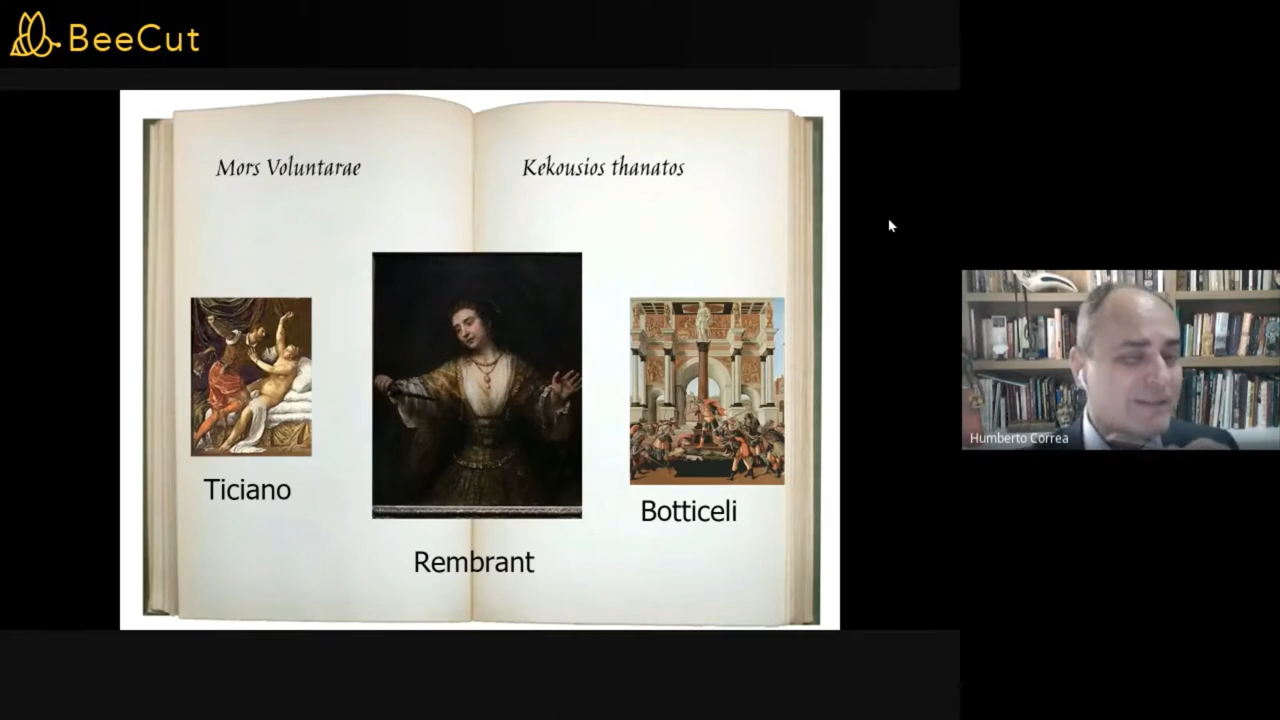 BeeCut
Mors Voluntarae
Kekousios thanatos
Ticiano
Rembrant
Botticeli
Humberto Correa